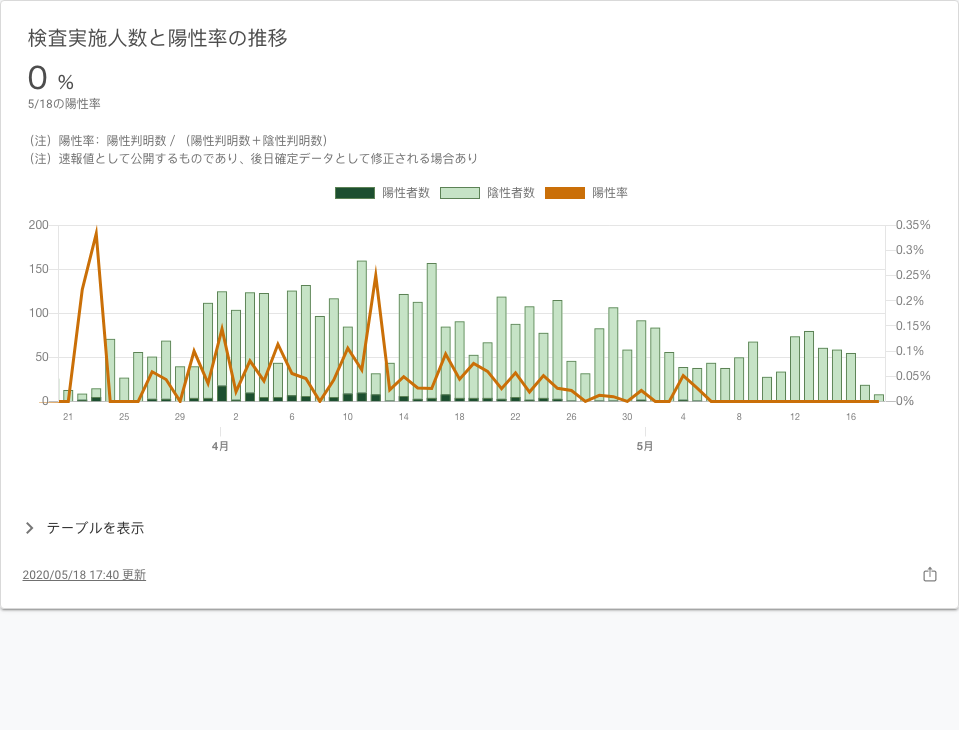 検査実施人数と陽性率の推移
0 %
5/18の陽性率
（注）陽性率：陽性判明数 / （陽性判明数＋陰性判明数）
（注）速報値として公開するものであり、後日確定データとして修正される場合あり
陽性者数 陰性者数 陽性率
200 0.35%
0.3%
150 0.25%
0.2%
100 0.15%
50 0.1%
0.05%
0 0%
21 25 29 2 6 10 14 18 22 26 30 4 8 12 16
4月 5月
テーブルを表示
2020/05/18 17:40 更新